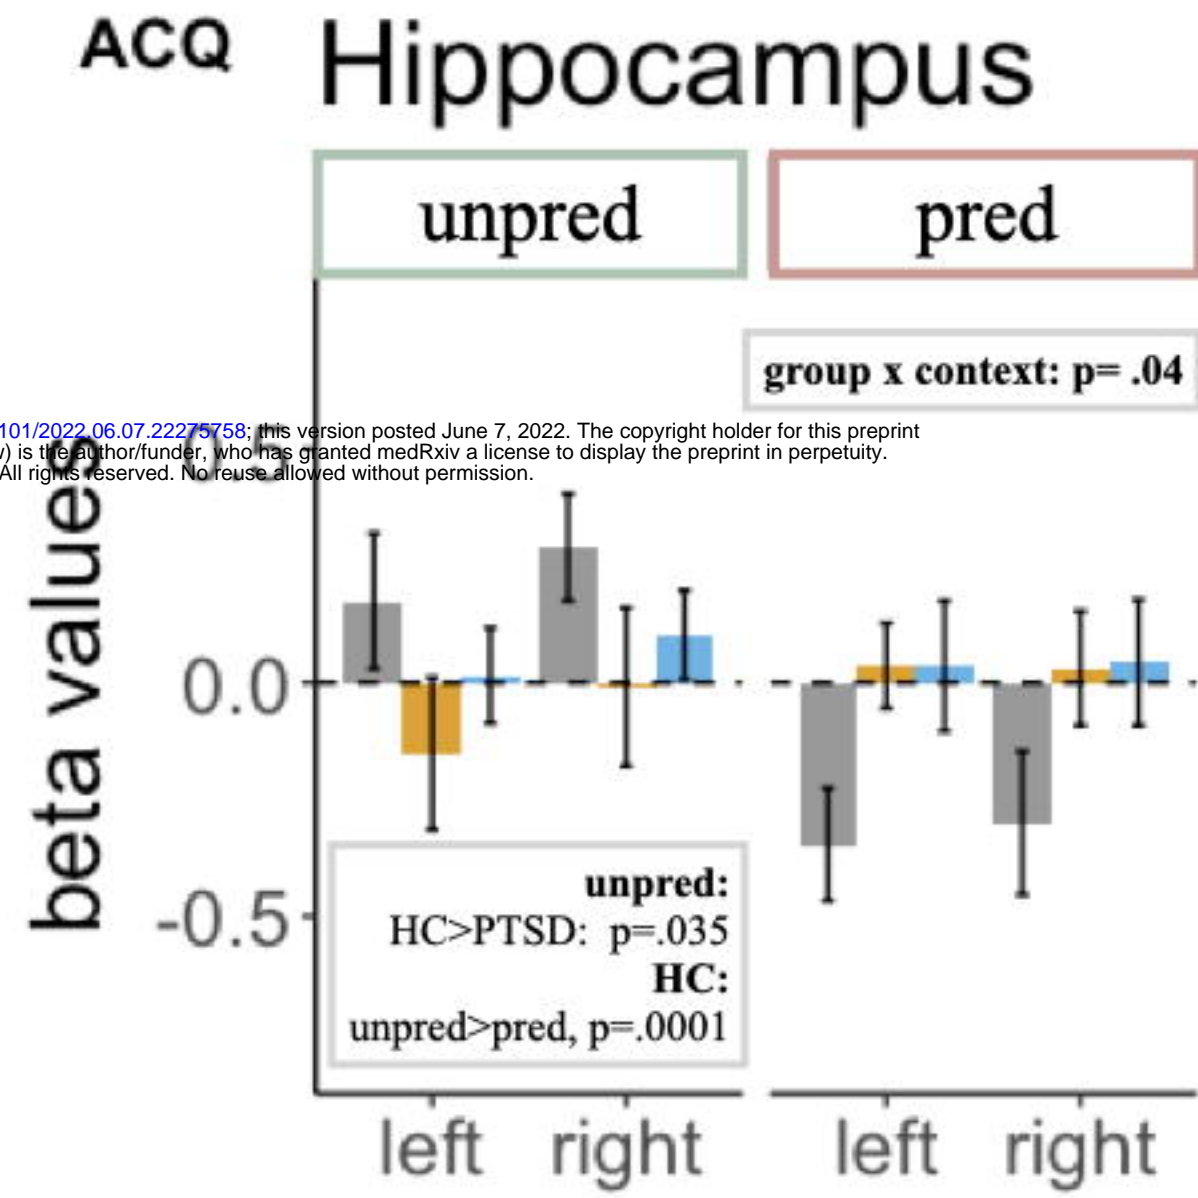 ACQ Hippocampus
unpred pred
group x context: p= .04
101/2022.06.07.22275758; this version posted June 7, 2022. The copyright holder for this preprint
) is the author/funder, who has granted medRxiv a license to display the preprint in perpetuity.
All rights reserved. No reuse allowed without permission.
beta values
0.5
0.0
-0.5
unpred:
HC>PTSD: p=.035
HC:
unpred>pred, p=.0001
left right left right